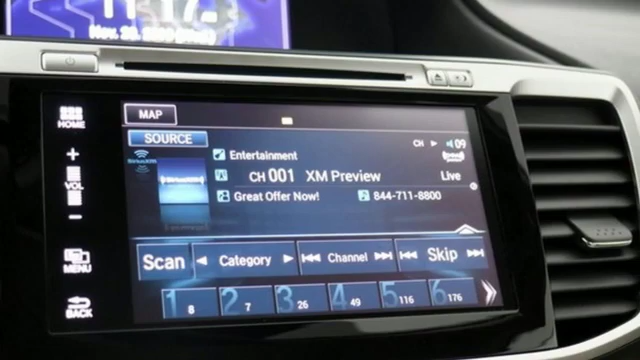 HOME
VOL
MENU
BACK
MAP
SOURCE
CH 09
SiriusXM
Entertainment
CH 001 XM Preview
Live
Great Offer Now!
844-711-8800
Scan
Category
Channel
Skip
1 8
2 7
3 26
4 49
5 116
6 176